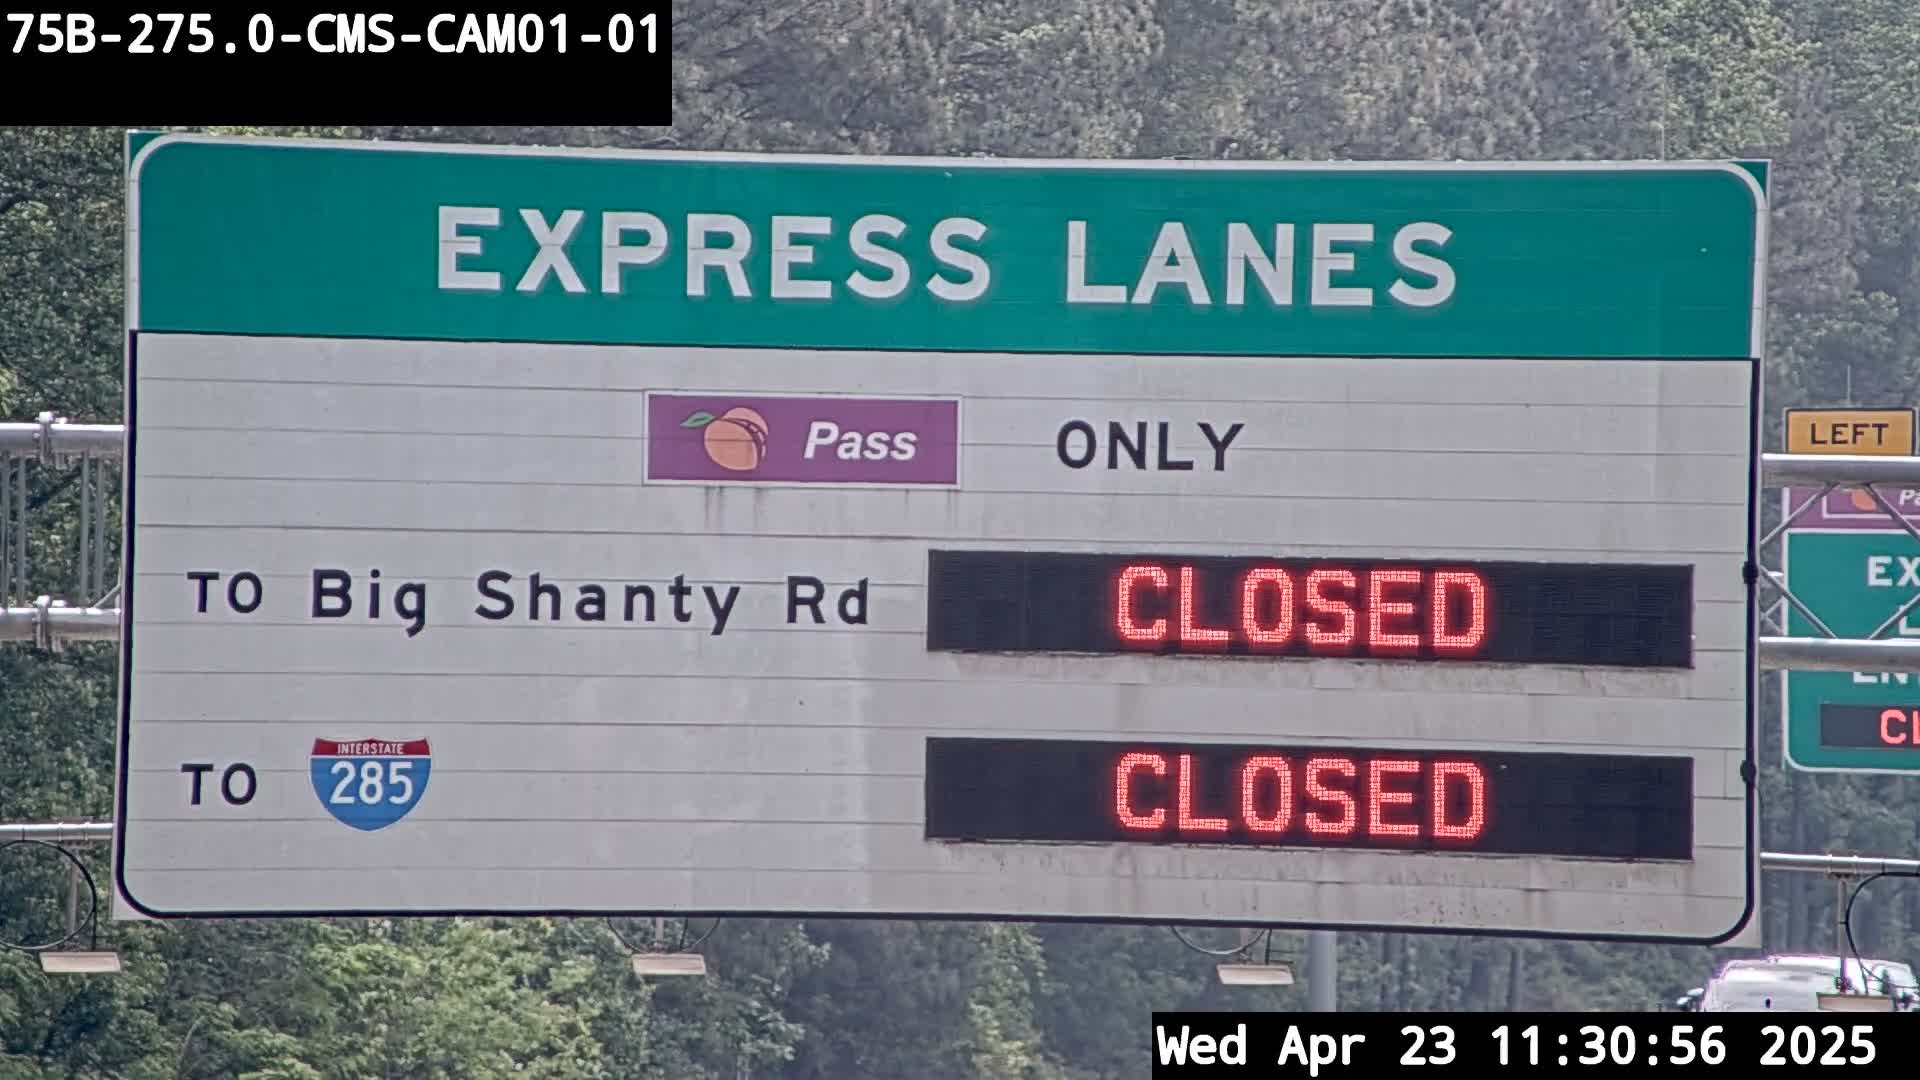 75B-275.0-CMS-CAM01-01
EXPRESS LANES
Pass ONLY
LEFT
TO Big Shanty Rd CLOSED
TO INTERSTATE 285 CLOSED
Wed Apr 23 11:30:56 2025